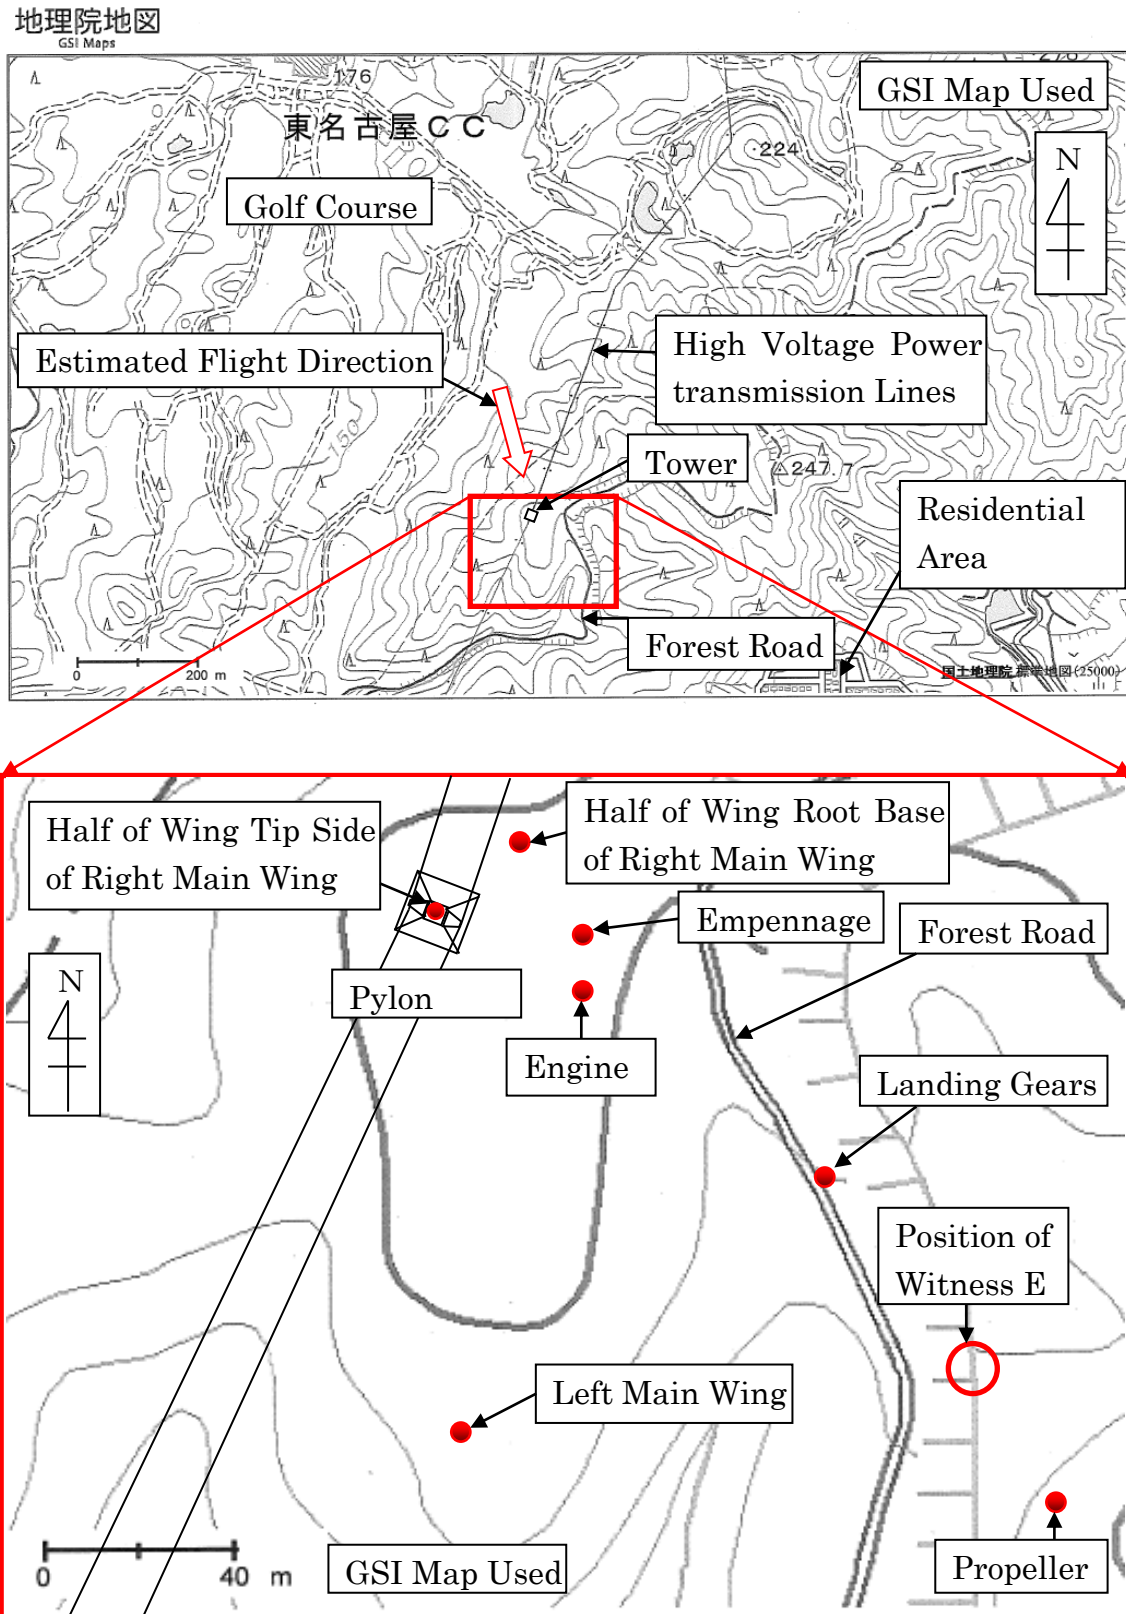 地理院地図
GSI Maps
GSI Map Used
176
東名古屋CC
224
N
Golf Course
Estimated Flight Direction
High Voltage Power
transmission Lines
150
Tower
247.7
Residential
Area
Forest Road
0 200 m
国土地理院 標準地図(25000)
Half of Wing Tip Side
of Right Main Wing
Half of Wing Root Base
of Right Main Wing
Empennage
Forest Road
N
Pylon
Engine
Landing Gears
Position of
Witness E
Left Main Wing
0 40 m
GSI Map Used
Propeller